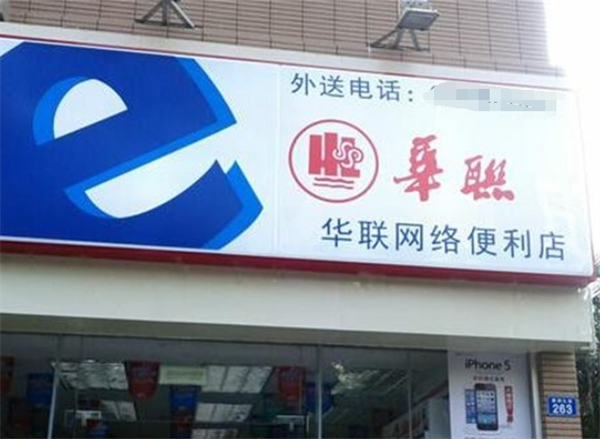 e
外送电话：
華聯
华联网络便利店
iPhone 5
263